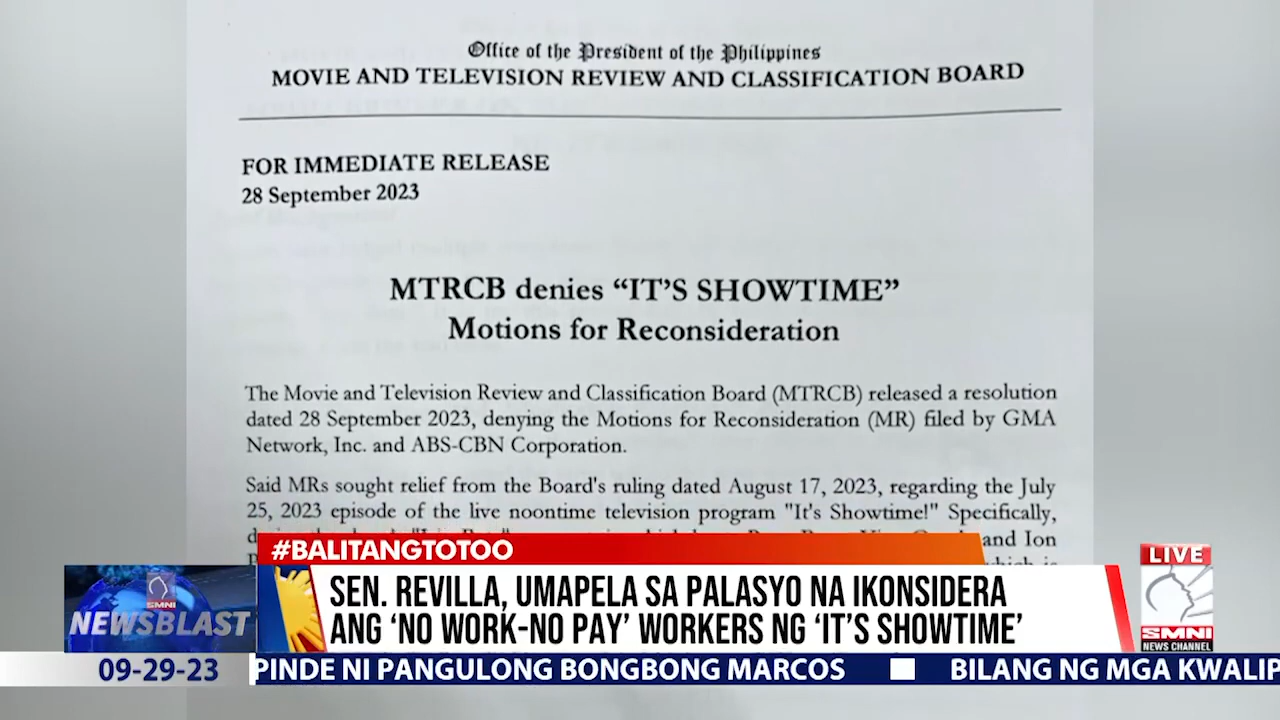 Office of the President of the Philippines
MOVIE AND TELEVISION REVIEW AND CLASSIFICATION BOARD
FOR IMMEDIATE RELEASE
28 September 2023
MTRCB denies “IT’S SHOWTIME”
Motions for Reconsideration
The Movie and Television Review and Classification Board (MTRCB) released a resolution
dated 28 September 2023, denying the Motions for Reconsideration (MR) filed by GMA
Network, Inc. and ABS-CBN Corporation.
Said MRs sought relief from the Board's ruling dated August 17, 2023, regarding the July
25, 2023 episode of the live noontime television program "It's Showtime!" Specifically,
and Ion
#BALITANGTOTOO
SEN. REVILLA, UMAPELA SA PALASYO NA IKONSIDERA
ANG ‘NO WORK-NO PAY’ WORKERS NG ‘IT’S SHOWTIME’
SMNI
NEWSBLAST
LIVE
SMNI
NEWS CHANNEL
09-29-23
PINDE NI PANGULONG BONGBONG MARCOS
BILANG NG MGA KWALIP